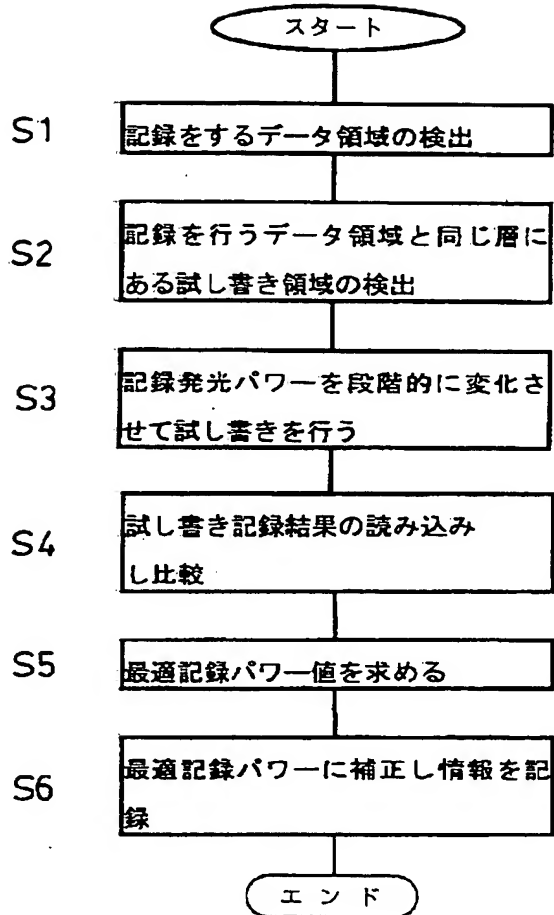 スタート
S1
記録をするデータ領域の検出
S2
記録を行うデータ領域と同じ層に
ある試し書き領域の検出
S3
記録発光パワーを段階的に変化さ
せて試し書きを行う
S4
試し書き記録結果の読み込み
し比較
S5
最適記録パワー値を求める
S6
最適記録パワーに補正し情報を記
録
エンド